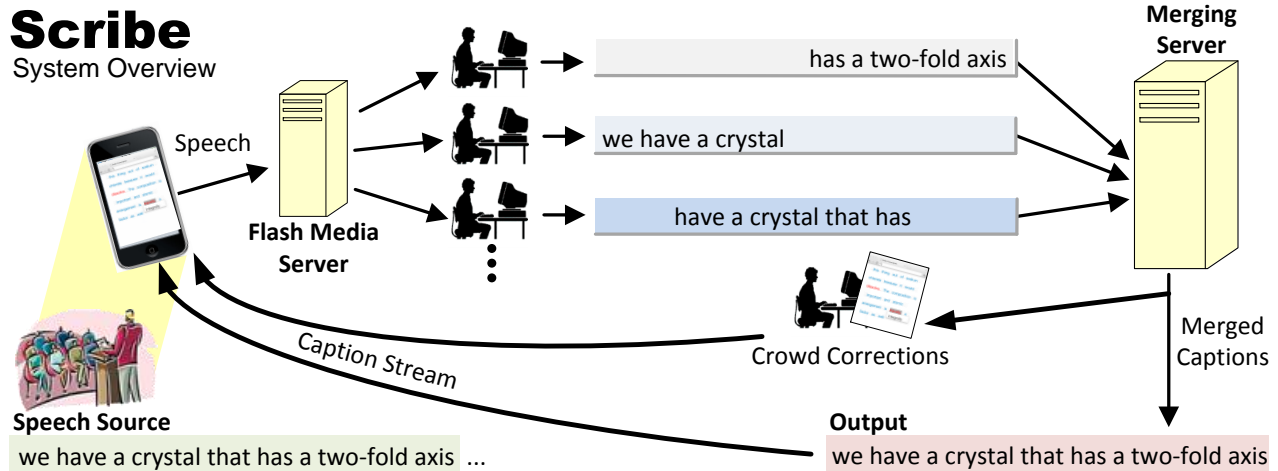 Scribe
System Overview
Speech
Flash Media
Server
has a two-fold axis
we have a crystal
have a crystal that has
Merging
Server
Crowd Corrections
Merged
Captions
Caption Stream
Speech Source
we have a crystal that has a two-fold axis ...
Output
we have a crystal that has a two-fold axis